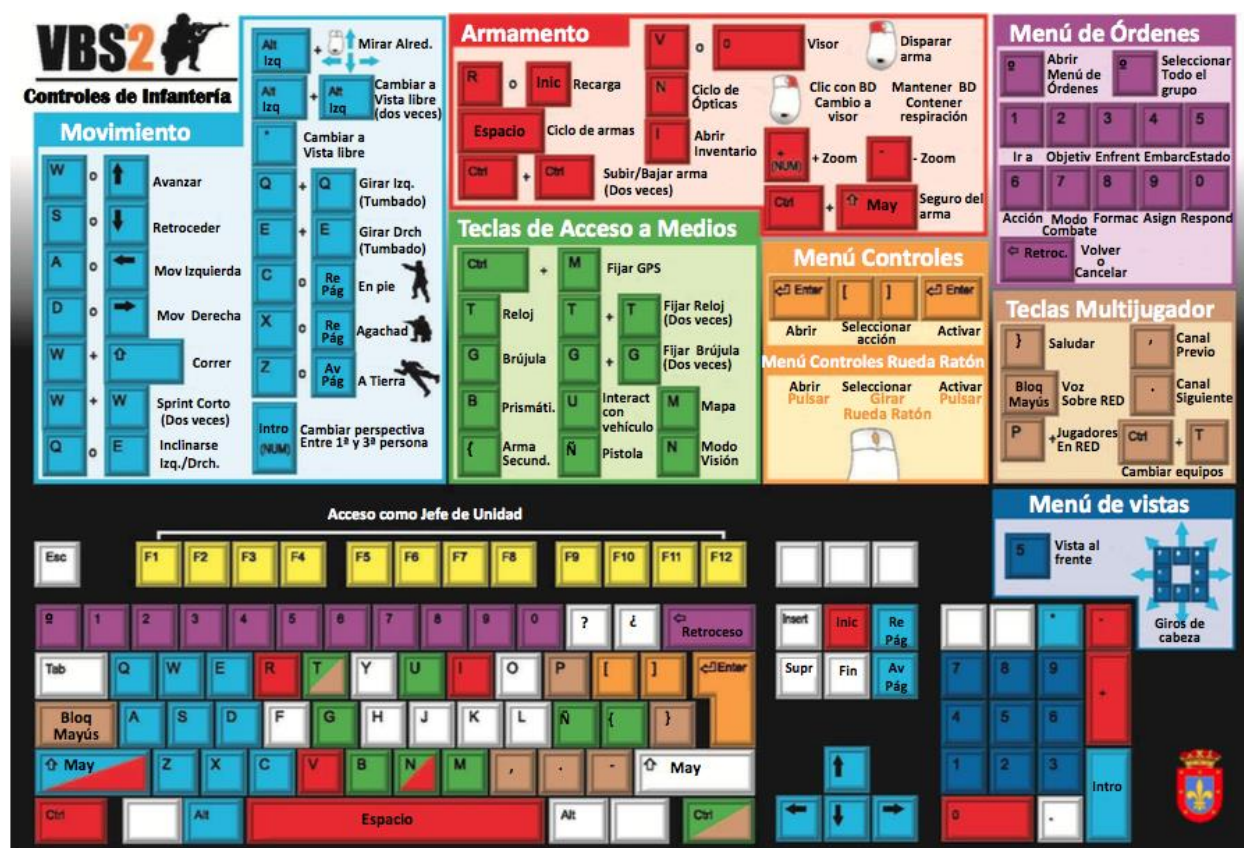 VBS2
Controles de Infantería
Movimiento
W o Avanzar
S o Retroceder
A o Mov Izquierda
D o Mov Derecha
W + Correr
W + W Sprint Corto
(Dos veces)
Q o E Inclinarse
Izq./Drch.
Alt Izq + Mirar Alred.
Alt Izq + Alt Izq Cambiar a
Vista libre
(dos veces)
* Cambiar a
Vista libre
Q + Q Girar Izq.
(Tumbado)
E + E Girar Drch
(Tumbado)
C o Re Pág En pie
X o Re Pág Agachad
Z o Av Pág A Tierra
Intro (NUM) Cambiar perspectiva
Entre 1ª y 3ª persona
Armamento
R o Inic Recarga
Espacio Ciclo de armas
Ctrl + Ctrl Subir/Bajar arma
(Dos veces)
V o 0 Visor
N Ciclo de
Ópticas
I Abrir
Inventario
Disparar
arma
Clic con BD
Cambio a
visor
Mantener BD
Contener
respiración
+ (NUM) + Zoom
- - Zoom
Ctrl + ⇧ May Seguro del
arma
Teclas de Acceso a Medios
Ctrl + M Fijar GPS
T Reloj
T + T Fijar Reloj
(Dos veces)
G Brújula
G + G Fijar Brújula
(Dos veces)
B Prismáti.
U Interact
con
vehículo
M Mapa
{ Arma
Secund.
Ñ Pistola
N Modo
Visión
Menú Controles
Enter [ ] Enter
Abrir Seleccionar acción Activar
Menú Controles Rueda Ratón
Abrir Seleccionar Activar
Pulsar Girar Pulsar
Rueda Ratón
Menú de Órdenes
º Abrir
Menú de
Órdenes
º Seleccionar
Todo el
grupo
1 2 3 4 5
Ir a Objetiv Enfrent Embarc Estado
6 7 8 9 0
Acción Modo Combate Formac Asign Respond
Retroc. Volver
o
Cancelar
Teclas Multijugador
} Saludar
, Canal
Previo
Bloq Mayús Voz
Sobre RED
. Canal
Siguiente
P +Jugadores
En RED
Ctrl + T
Cambiar equipos
Menú de vistas
5 Vista al
frente
Giros de
cabeza
Acceso como Jefe de Unidad
Esc F1 F2 F3 F4 F5 F6 F7 F8 F9 F10 F11 F12
º 1 2 3 4 5 6 7 8 9 0 ? ¿ Retroceso
Insert Inic Re Pág
* -
Tab Q W E R T Y U I O P [ ] Enter
Supr Fin Av Pág
7 8 9 +
Bloq Mayús A S D F G H J K L Ñ { }
4 5 6
⇧ May Z X C V B N M , . - ⇧ May
1 2 3 Intro
Ctrl Alt Espacio Alt Ctrl
0 .